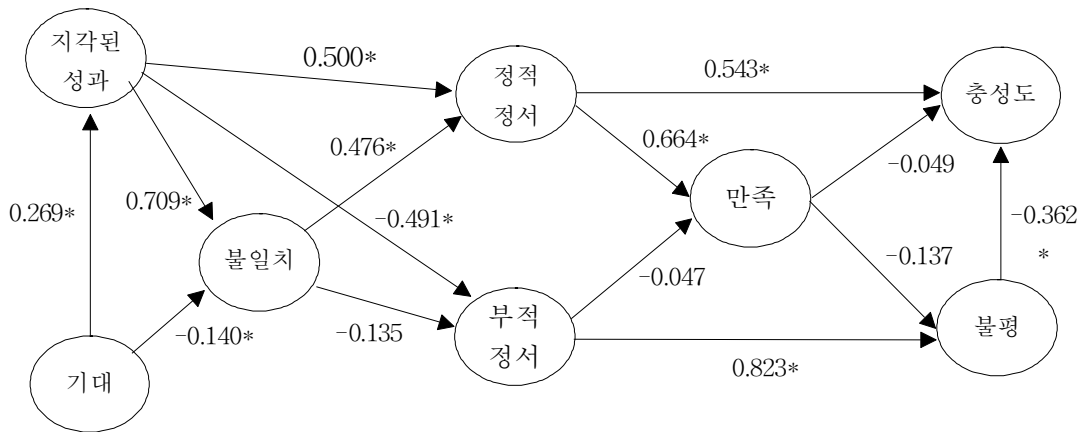 지각된
성과
0.500*
정적
정서
0.543*
충성도
0.476*
0.664*
-0.049
0.269*
0.709*
-0.491*
만족
-0.362
*
불일치
-0.047
-0.137
-0.140*
-0.135
부적
정서
불평
기대
0.823*